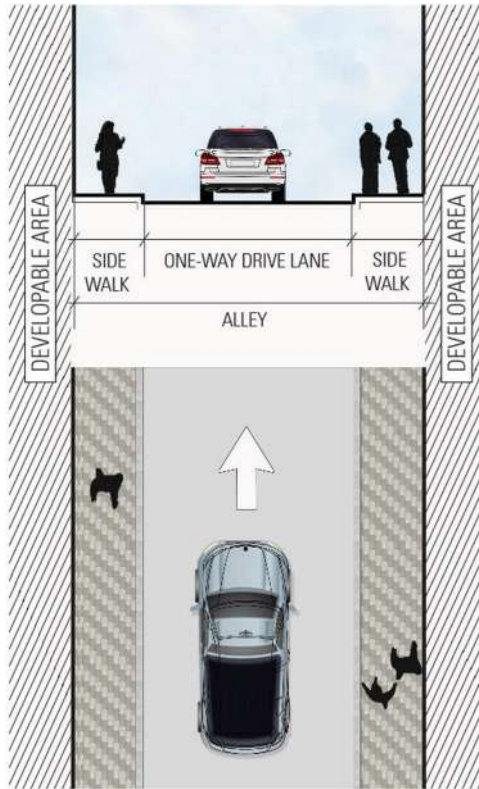 DEVELOPABLE AREA
SIDE
WALK
ONE-WAY DRIVE LANE
SIDE
WALK
ALLEY
DEVELOPABLE AREA